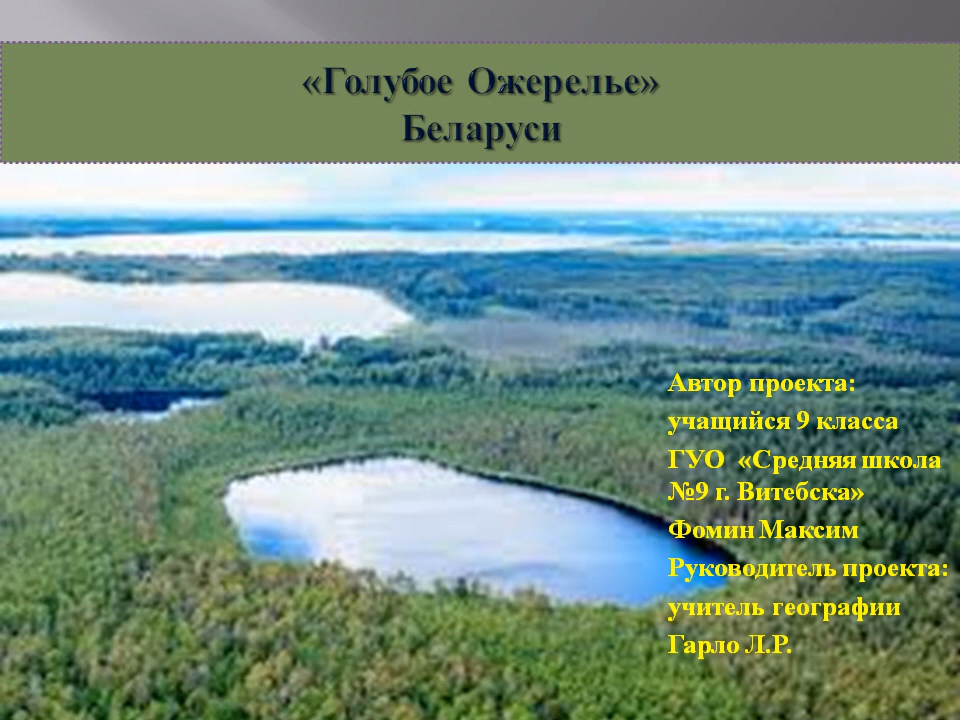 «Голубое Ожерелье»
Беларуси
Автор проекта:
учащийся 9 класса
ГУО «Средняя школа
№9 г. Витебска»
Фомин Максим
Руководитель проекта:
учитель географии
Гарло Л.Р.